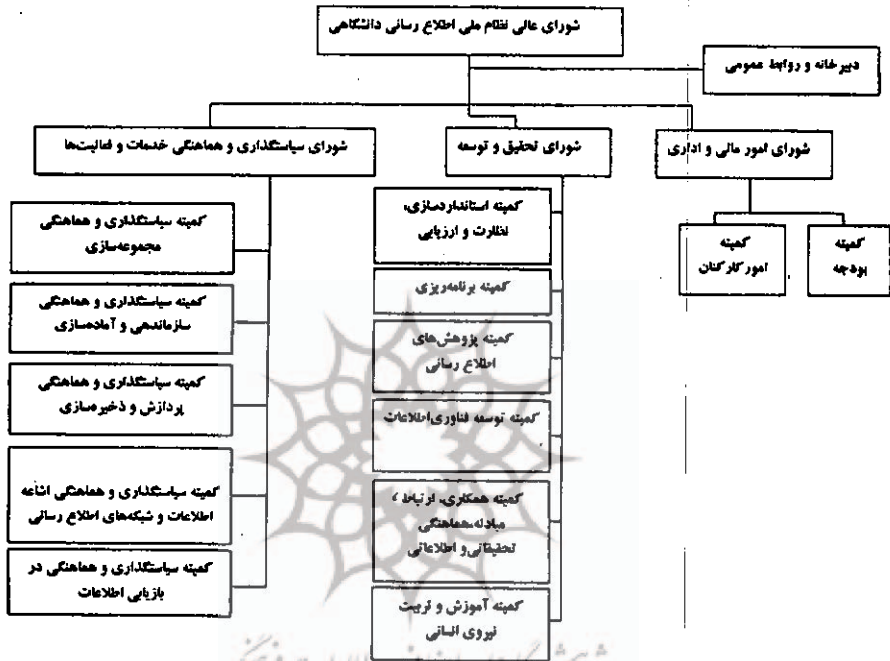 شورای عالی نظام ملی اطلاع رسانی دانشگاهی
دبیرخانه و روابط عمومی
شورای امور مالی و اداری
شورای تحقیق و توسعه
شورای سیاستگذاری و هماهنگی خدمات و فعالیت‌ها
کمیته
بودجه
کمیته
امور کارکنان
کمیته استانداردسازی،
نظارت و ارزیابی
کمیته برنامه‌ریزی
کمیته پژوهش‌های
اطلاع رسانی
کمیته توسعه فناوری اطلاعات
کمیته همکاری، ارتباط،
مبادله، هماهنگی
تحقیقاتی و اطلاعاتی
کمیته آموزش و تربیت
نیروی انسانی
کمیته سیاستگذاری و هماهنگی
مجموعه‌سازی
کمیته سیاستگذاری و هماهنگی
سازماندهی و آماده‌سازی
کمیته سیاستگذاری و هماهنگی
پردازش و ذخیره‌سازی
کمیته سیاستگذاری و هماهنگی اشاعه
اطلاعات و شبکه‌های اطلاع رسانی
کمیته سیاستگذاری و هماهنگی در
بازیابی اطلاعات